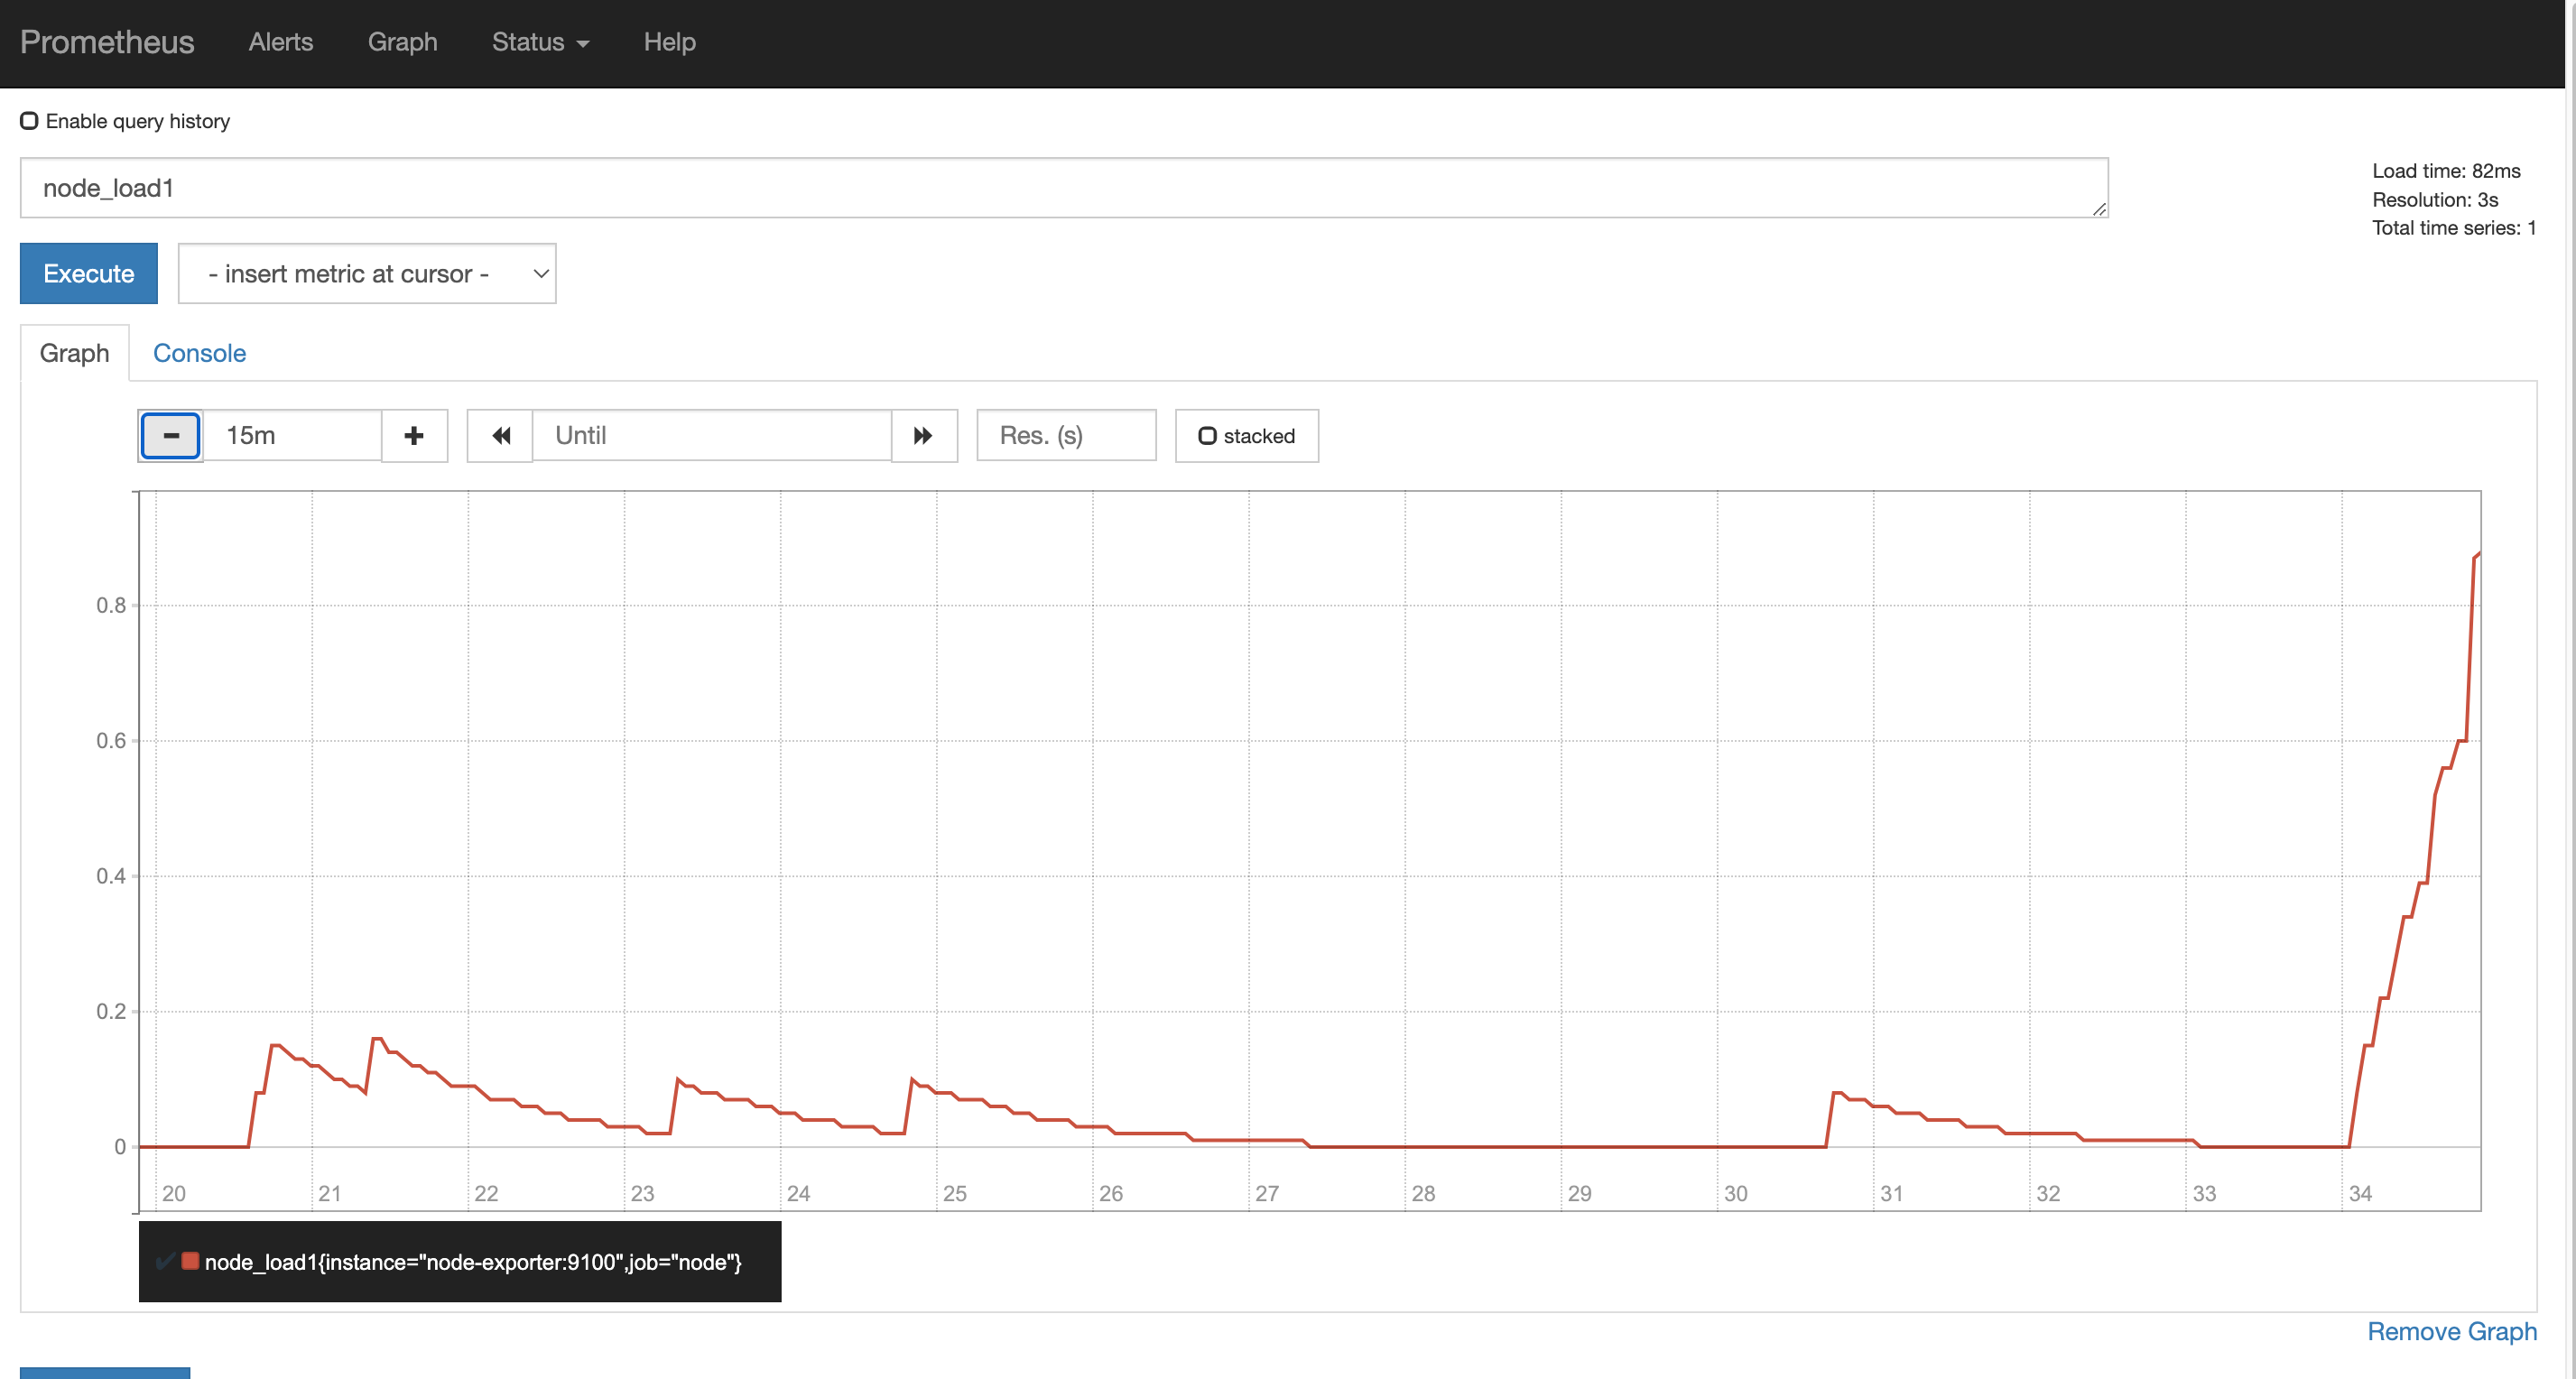 Prometheus Alerts Graph Status Help
Enable query history
node_load1
Load time: 82ms
Resolution: 3s
Total time series: 1
Execute - insert metric at cursor -
Graph Console
15m Until Res. (s) stacked
0.8
0.6
0.4
0.2
0
20 21 22 23 24 25 26 27 28 29 30 31 32 33 34
node_load1{instance="node-exporter:9100",job="node"}
Remove Graph